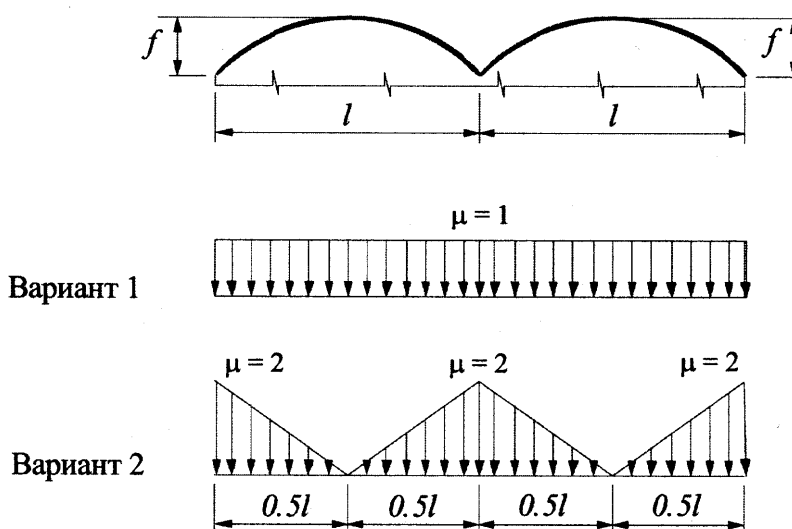 f f
l l
μ = 1
Вариант 1
μ = 2 μ = 2 μ = 2
Вариант 2
0.5l 0.5l 0.5l 0.5l